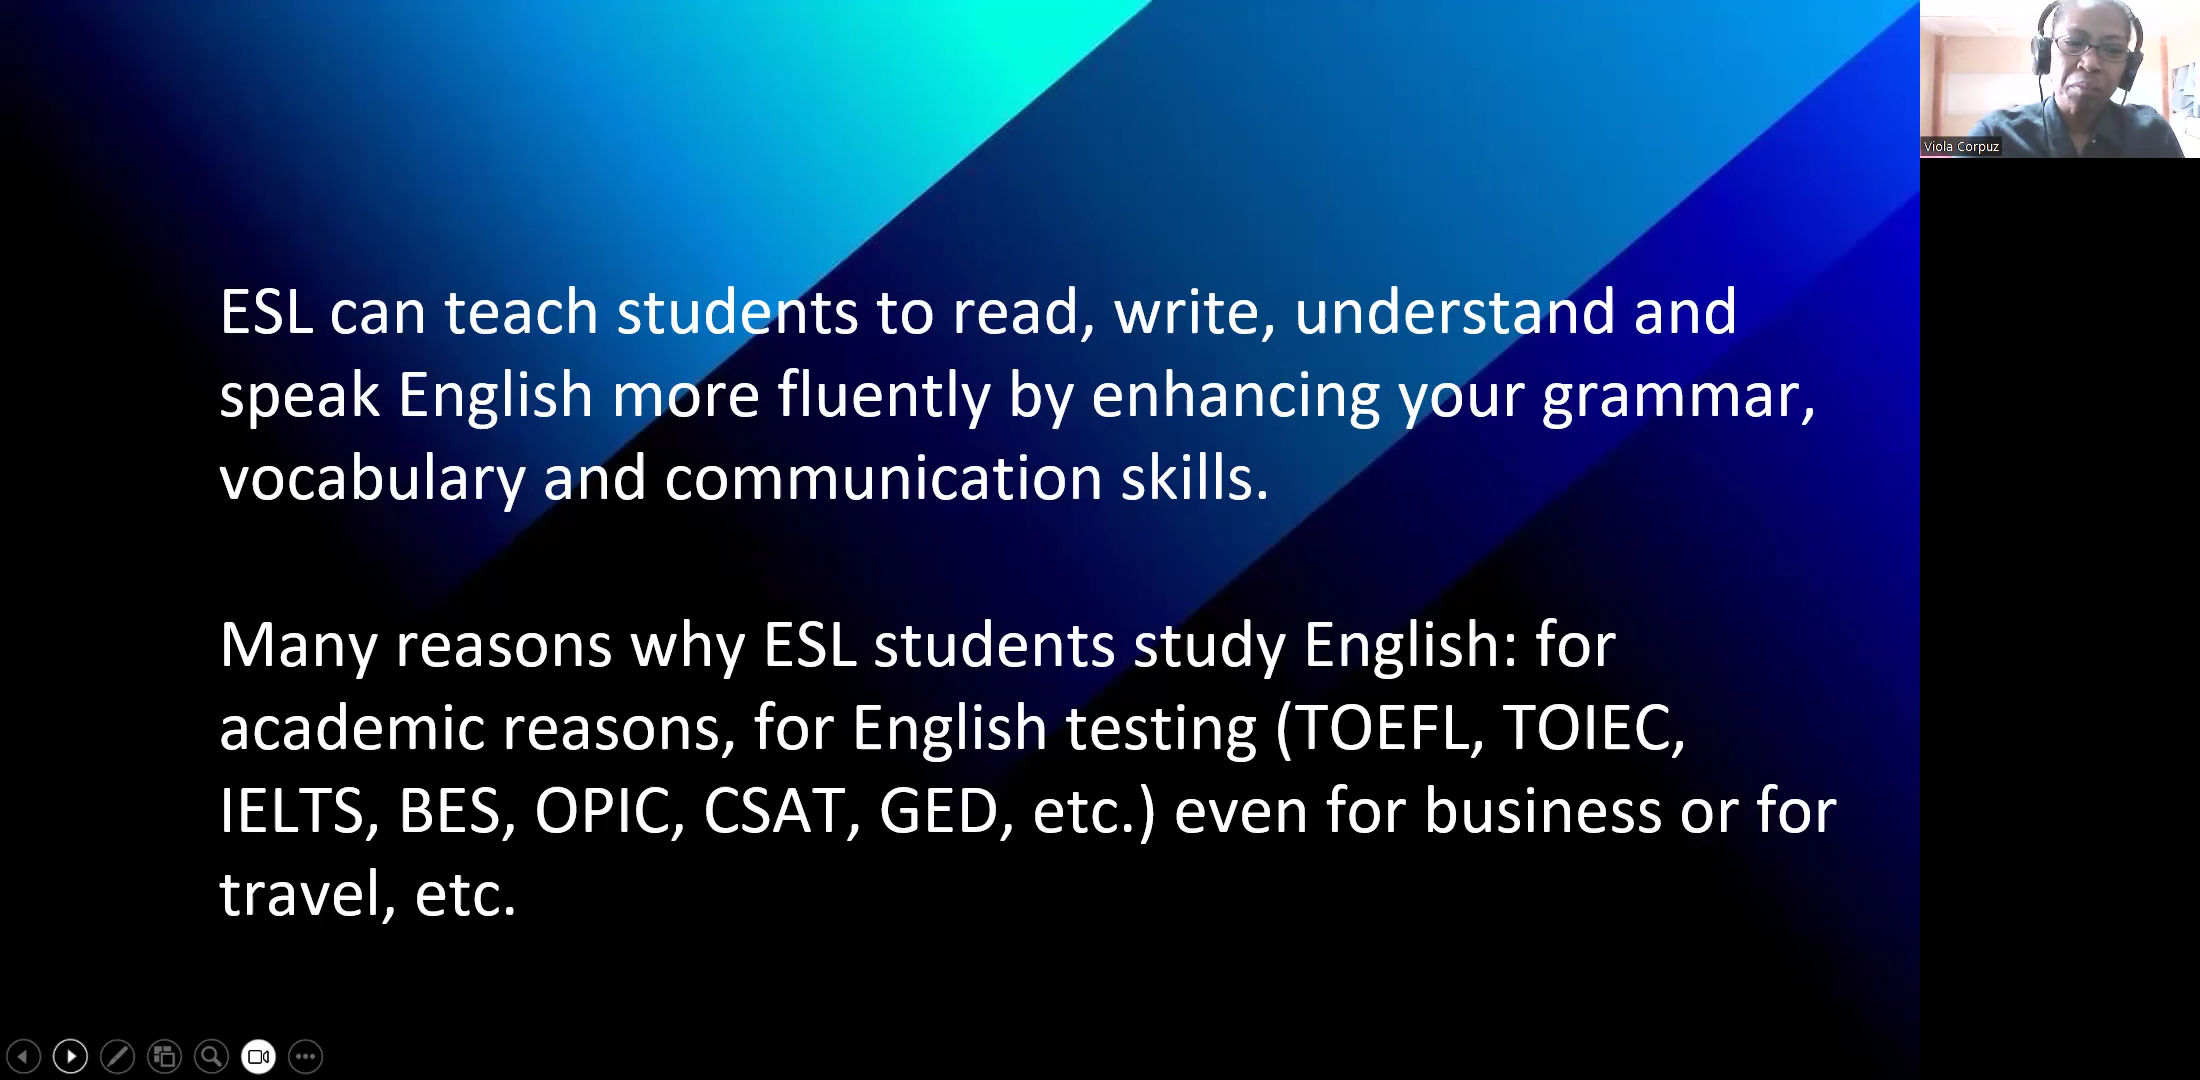 ESL can teach students to read, write, understand and
speak English more fluently by enhancing your grammar,
vocabulary and communication skills.
Many reasons why ESL students study English: for
academic reasons, for English testing (TOEFL, TOIEC,
IELTS, BES, OPIC, CSAT, GED, etc.) even for business or for
travel, etc.
Viola Corpuz